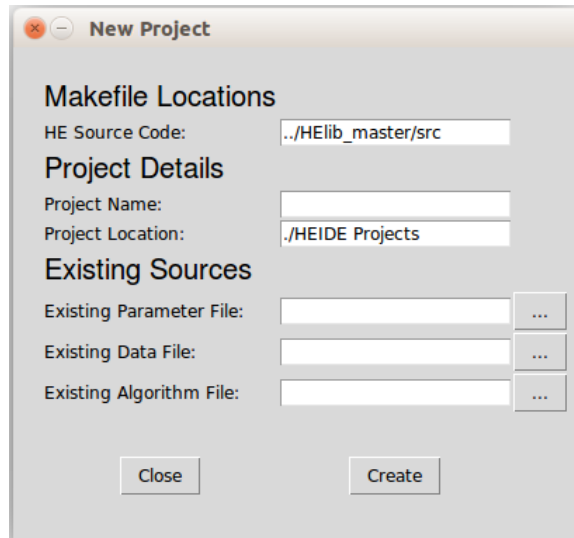 New Project
Makefile Locations
HE Source Code: ../HElib_master/src
Project Details
Project Name:
Project Location: ./HEIDE Projects
Existing Sources
Existing Parameter File: ...
Existing Data File: ...
Existing Algorithm File: ...
Close Create